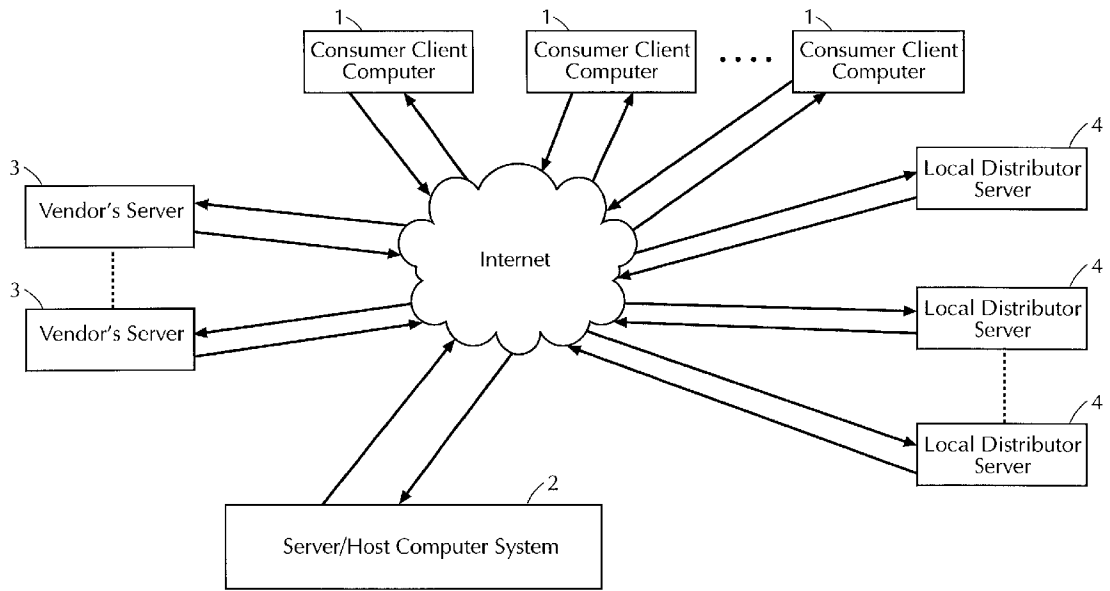 1
1
1
Consumer Client
Computer
Consumer Client
Computer
Consumer Client
Computer
3
Vendor's Server
4
Local Distributor
Server
Internet
3
Vendor's Server
4
Local Distributor
Server
4
Local Distributor
Server
2
Server/Host Computer System